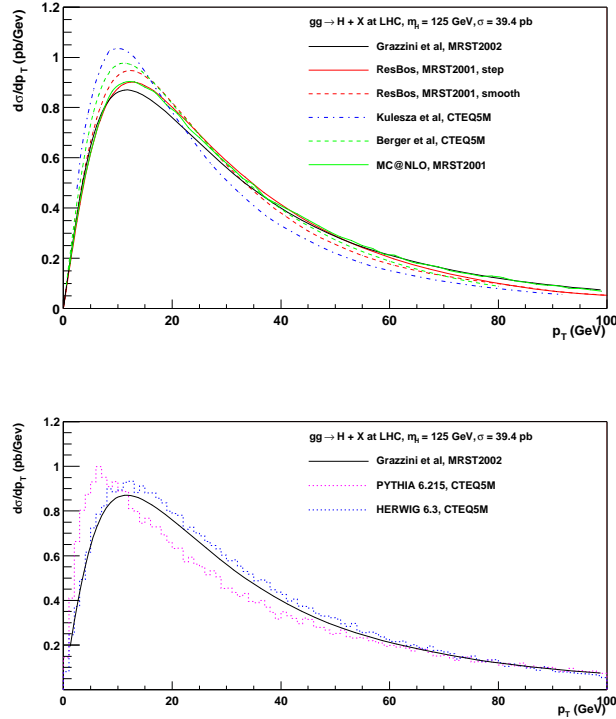 gg → H + X at LHC, m_H = 125 GeV, σ = 39.4 pb
Grazzini et al, MRST2002
ResBos, MRST2001, step
ResBos, MRST2001, smooth
Kulesza et al, CTEQ5M
Berger et al, CTEQ5M
MC@NLO, MRST2001
dσ/dp_T (pb/GeV)
1.2
1
0.8
0.6
0.4
0.2
0
0 20 40 60 80 100
p_T (GeV)
gg → H + X at LHC, m_H = 125 GeV, σ = 39.4 pb
Grazzini et al, MRST2002
PYTHIA 6.215, CTEQ5M
HERWIG 6.3, CTEQ5M
dσ/dp_T (pb/Gev)
1.2
1
0.8
0.6
0.4
0.2
0 20 40 60 80 100
p_T (GeV)